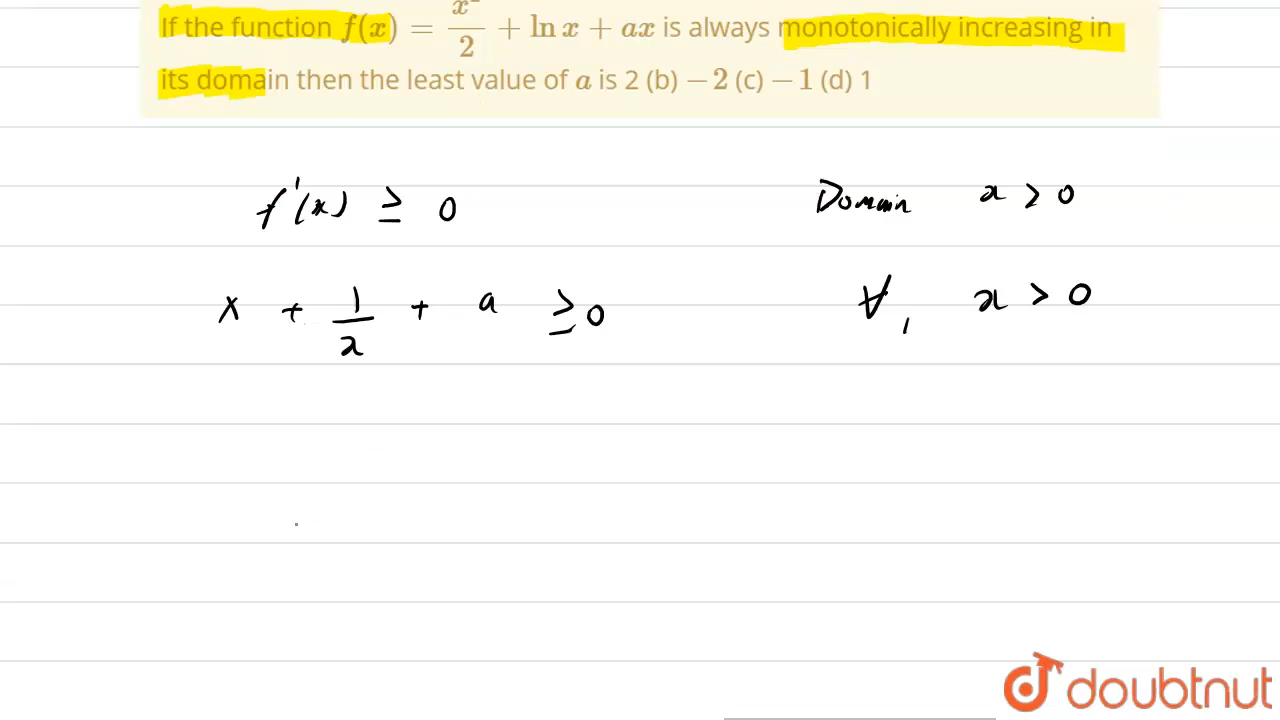 If the function f(x) = x²/2 + ln x + ax is always monotonically increasing in
its domain then the least value of a is 2 (b) −2 (c) −1 (d) 1
f'(x) ≥ 0 Domain x > 0
x + 1/x + a ≥ 0 ∀, x > 0
doubtnut